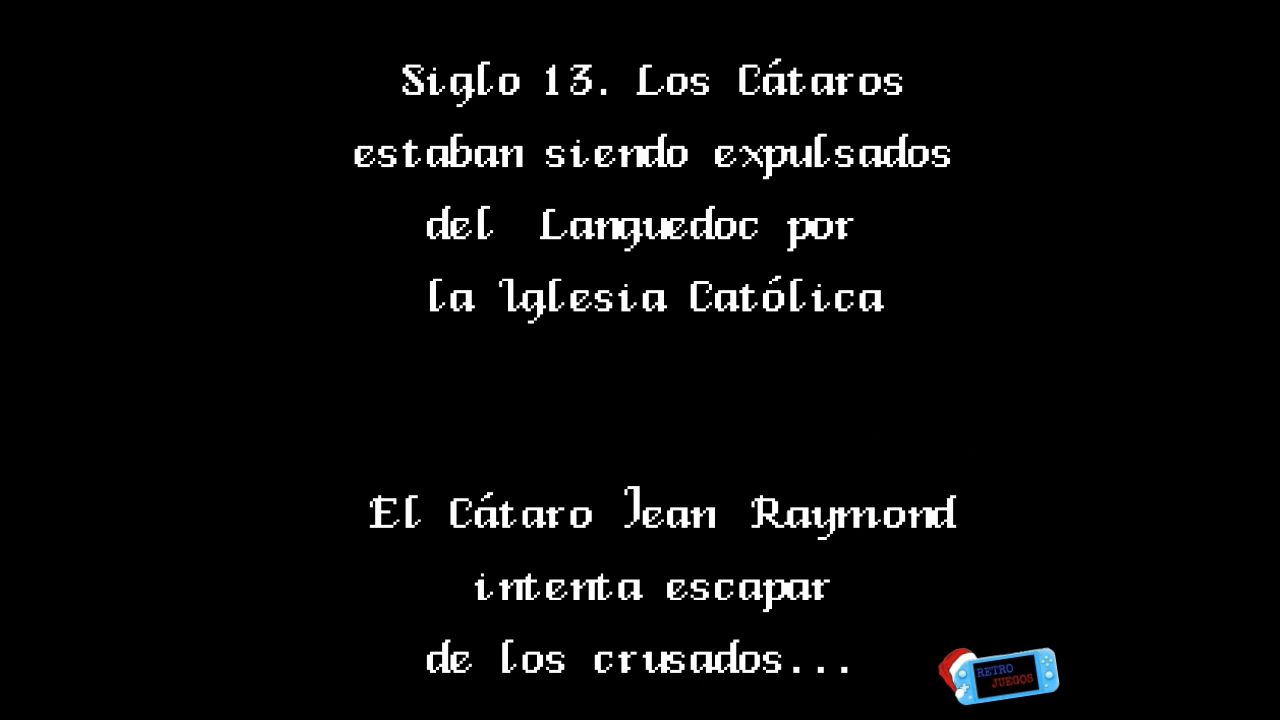 Siglo 13. Los Cátaros
estaban siendo expulsados
del Languedoc por
la Iglesia Católica
El Cátaro Jean Raymond
intenta escapar
de los crusados...
RETRO
JUEGOS